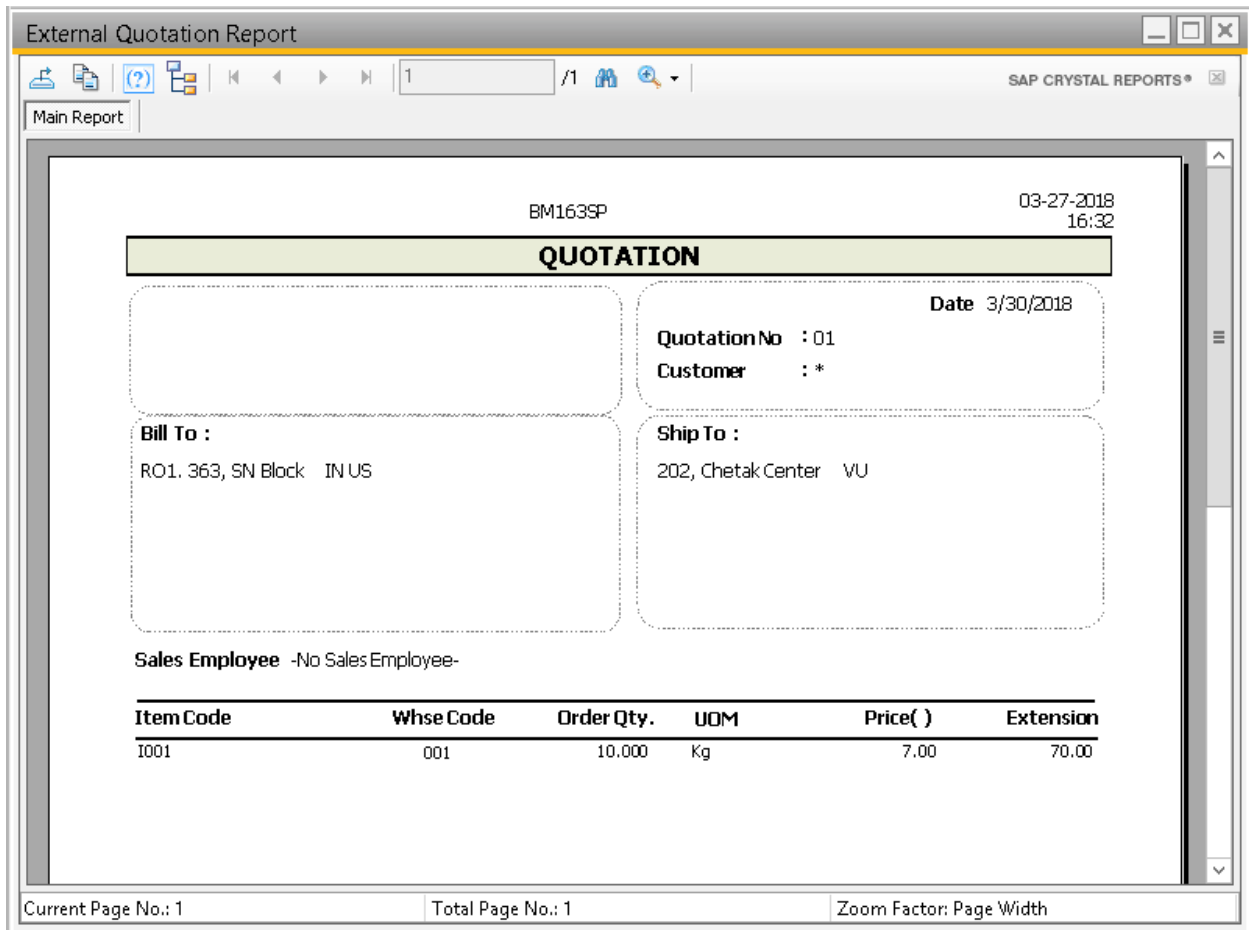 External Quotation Report
1 /1 SAP CRYSTAL REPORTS®
Main Report
BM163SP
03-27-2018
16:32
QUOTATION
Date 3/30/2018
Quotation No : 01
Customer : *
Bill To :
RO1. 363, SN Block IN US
Ship To :
202, Chetak Center VU
Sales Employee -No Sales Employee-
Item Code Whse Code Order Qty. UOM Price( ) Extension
I001 001 10.000 Kg 7.00 70.00
Current Page No.: 1 Total Page No.: 1 Zoom Factor: Page Width